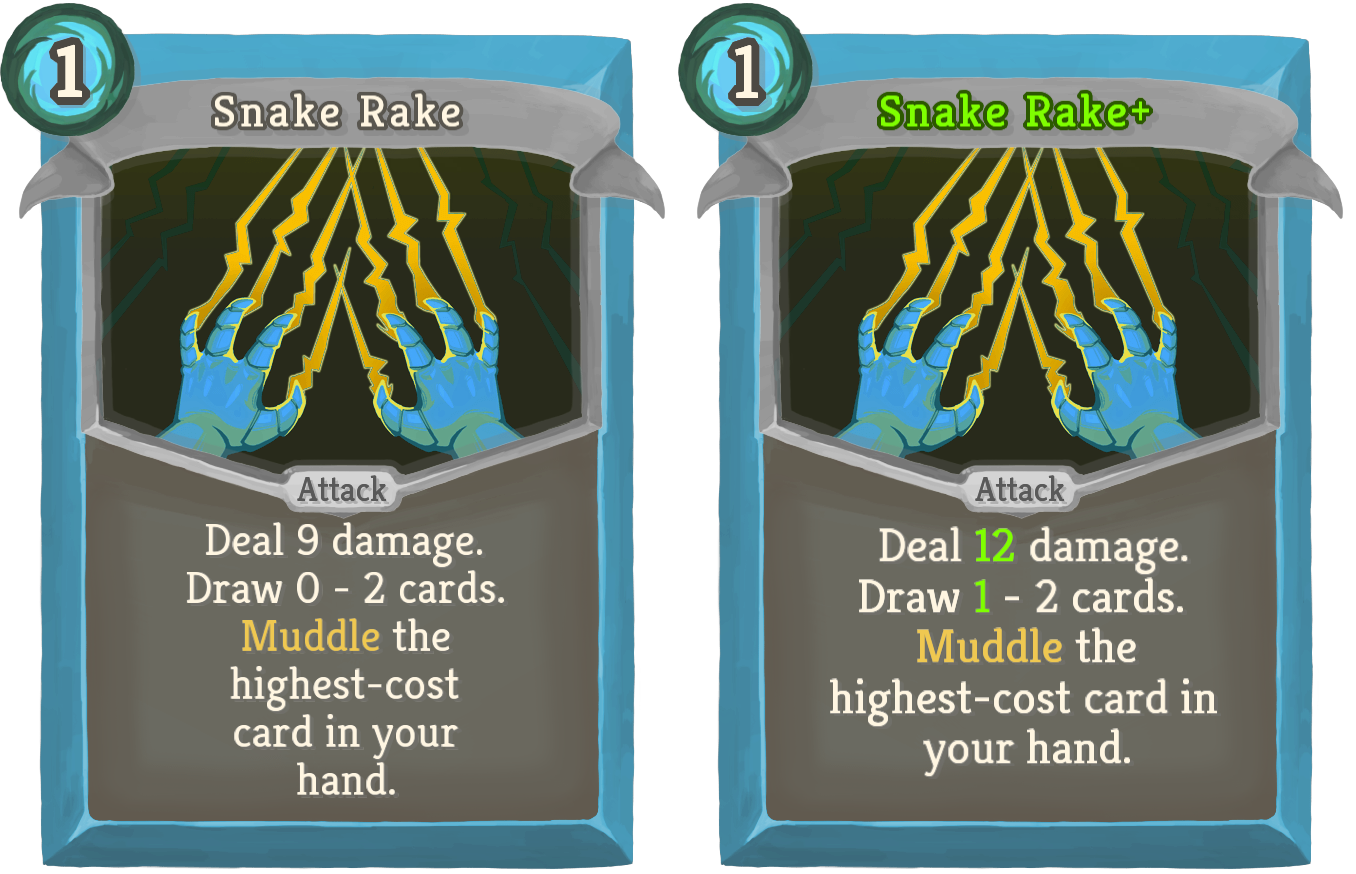 1
Snake Rake
Attack
Deal 9 damage.
Draw 0 - 2 cards.
Muddle the
highest-cost
card in your
hand.
1
Snake Rake+
Attack
Deal 12 damage.
Draw 1 - 2 cards.
Muddle the
highest-cost card in
your hand.